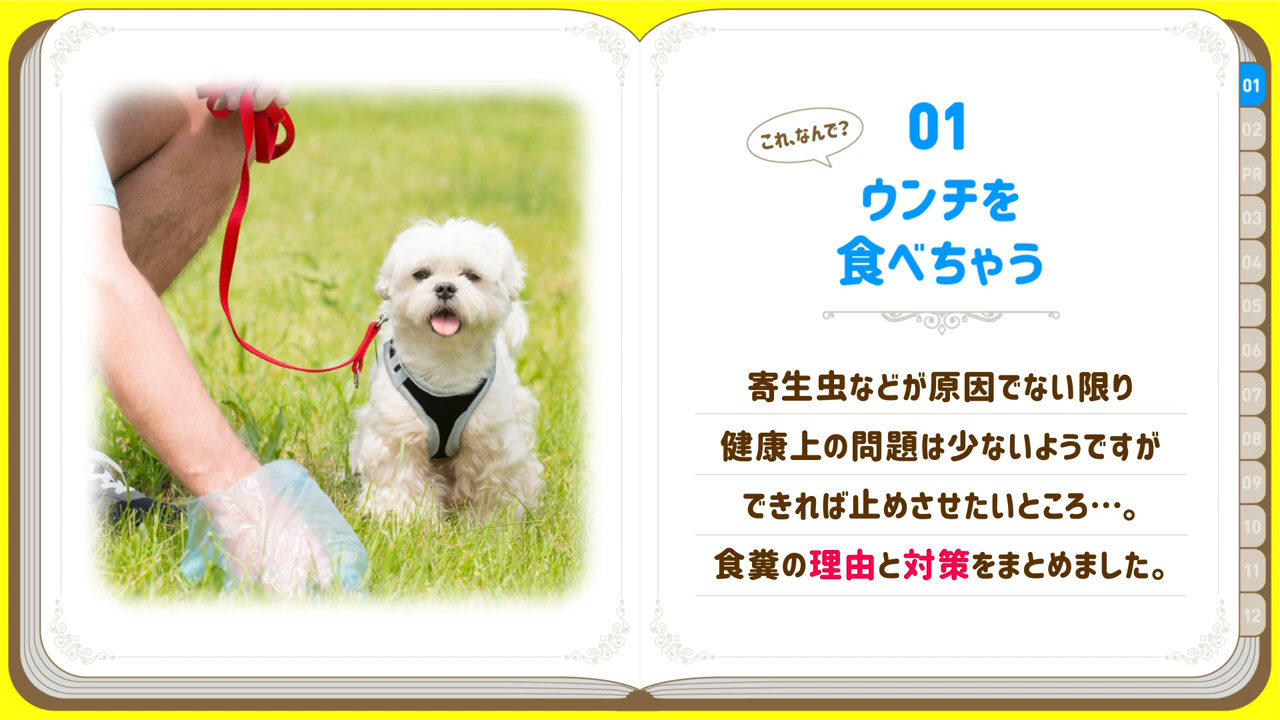 これ、なんで?
01
ウンチを
食べちゃう
寄生虫などが原因でない限り
健康上の問題は少ないようですが
できれば止めさせたいところ…。
食糞の理由と対策をまとめました。
01
02
PR
03
04
05
06
07
08
09
10
11
12